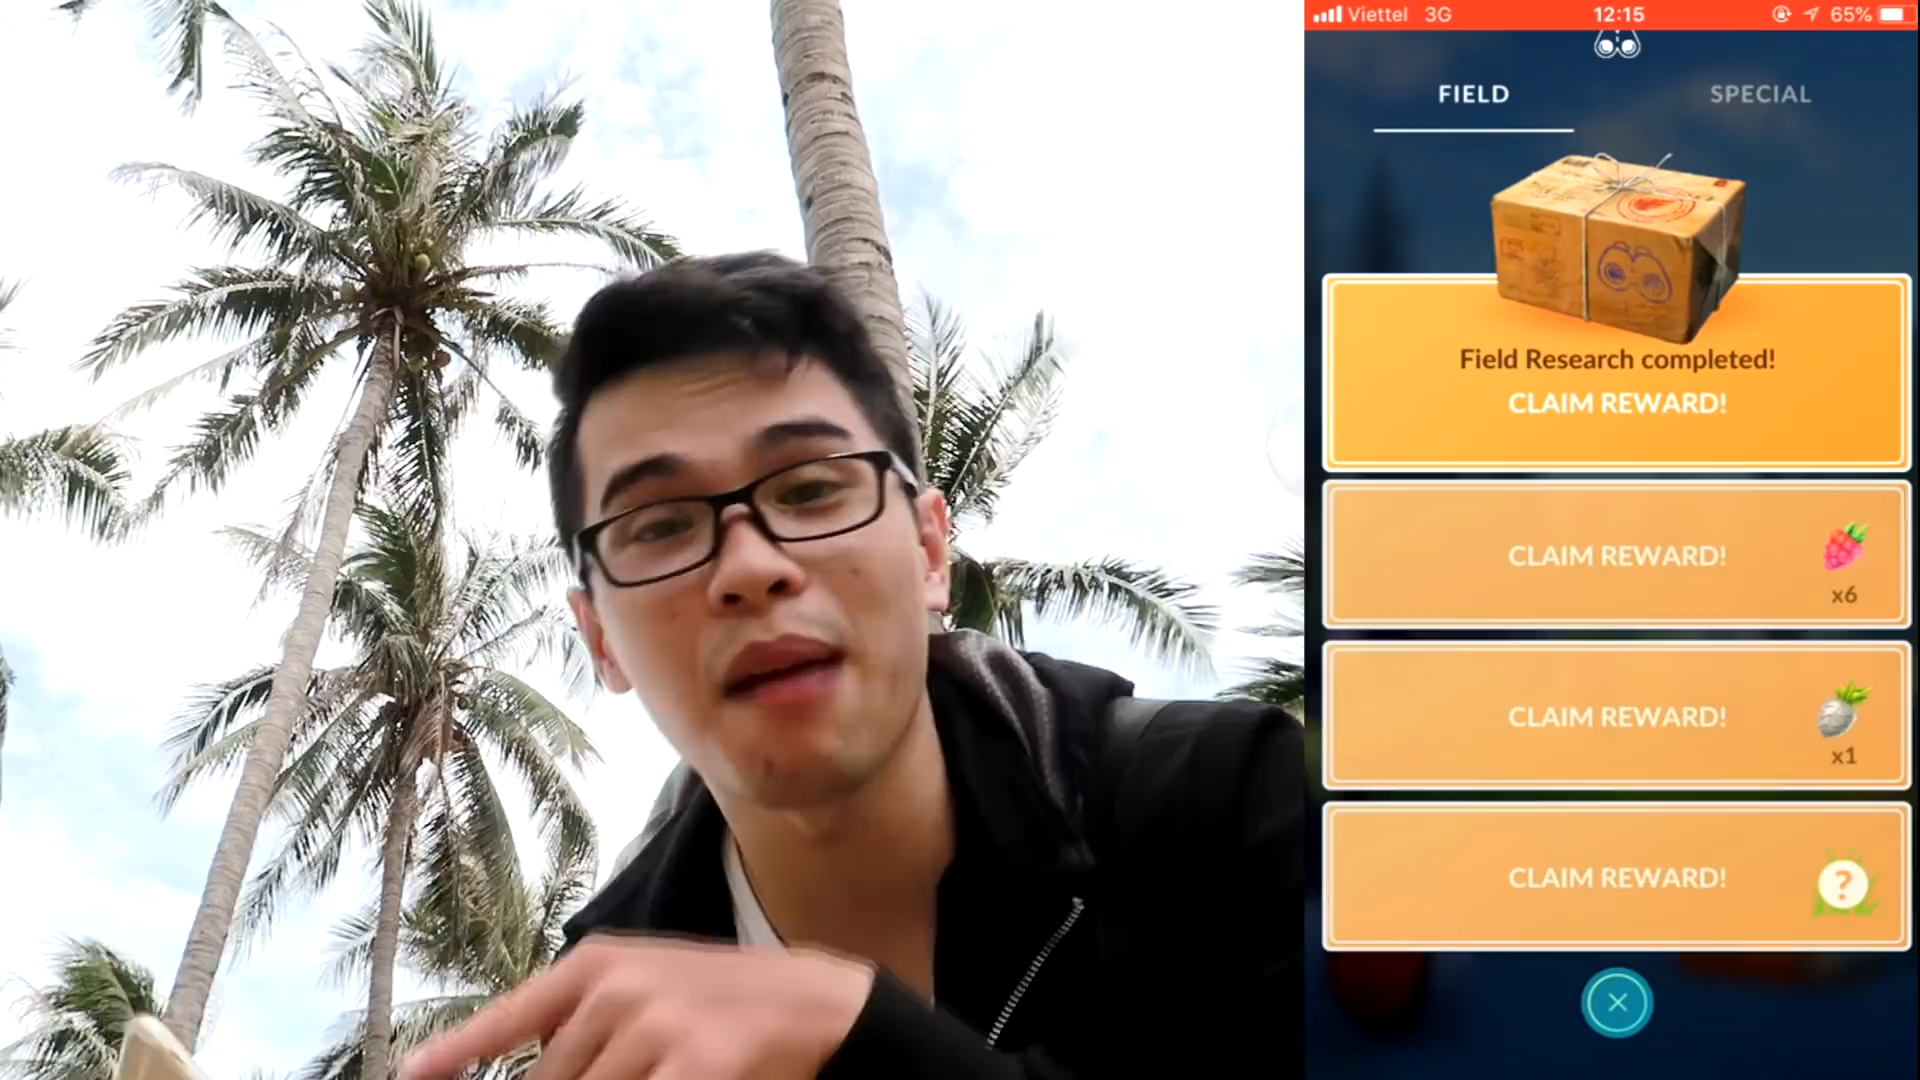 Viettel 3G 12:15 65%
FIELD SPECIAL
Field Research completed!
CLAIM REWARD!
CLAIM REWARD!
x6
CLAIM REWARD!
x1
CLAIM REWARD!
?